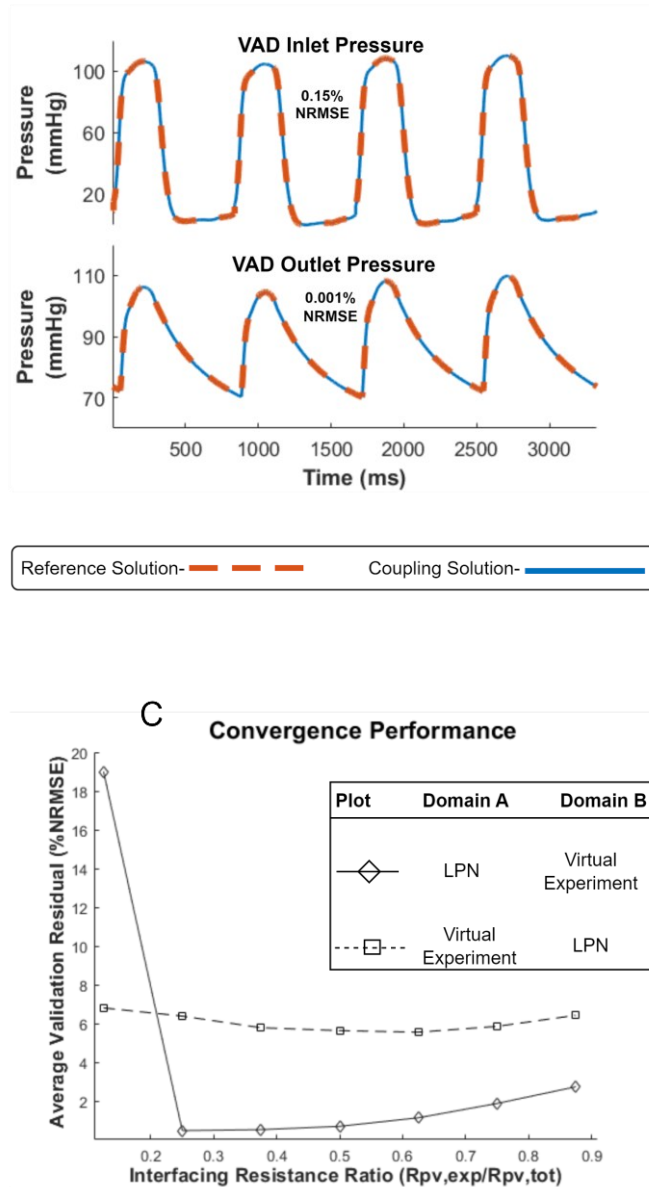 VAD Inlet Pressure
0.15%
NRMSE
Pressure
(mmHg)
100
60
20
VAD Outlet Pressure
0.001%
NRMSE
Pressure
(mmHg)
110
90
70
500 1000 1500 2000 2500 3000
Time (ms)
Reference Solution- Coupling Solution-
C
Convergence Performance
Average Validation Residual (%NRMSE)
20
18
16
14
12
10
8
6
4
2
Plot Domain A Domain B
LPN Virtual
Experiment
Virtual
Experiment LPN
0.2 0.3 0.4 0.5 0.6 0.7 0.8 0.9
Interfacing Resistance Ratio (Rpv,exp/Rpv,tot)